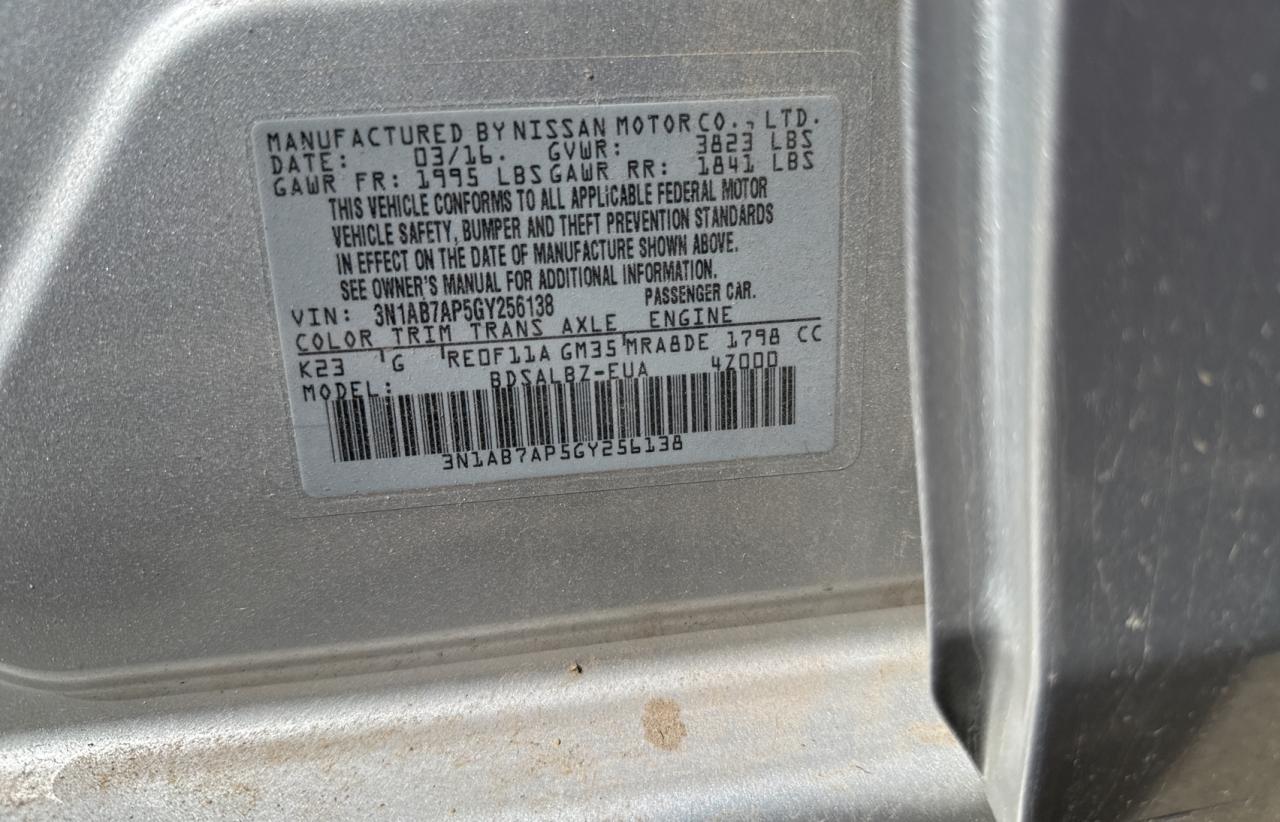 MANUFACTURED BY NISSAN MOTOR CO., LTD.
DATE: 03/16. GVWR: 3823 LBS
GAWR FR: 1995 LBS GAWR RR: 1841 LBS
THIS VEHICLE CONFORMS TO ALL APPLICABLE FEDERAL MOTOR
VEHICLE SAFETY, BUMPER AND THEFT PREVENTION STANDARDS
IN EFFECT ON THE DATE OF MANUFACTURE SHOWN ABOVE.
SEE OWNER'S MANUAL FOR ADDITIONAL INFORMATION.
VIN: 3N1AB7AP5GY256138 PASSENGER CAR.
COLOR TRIM TRANS AXLE ENGINE
K23 G RE0F11A GM35 MRA8DE 1798 CC
MODEL: BDSALBZ-EUA 4Z000
3N1AB7AP5GY256138